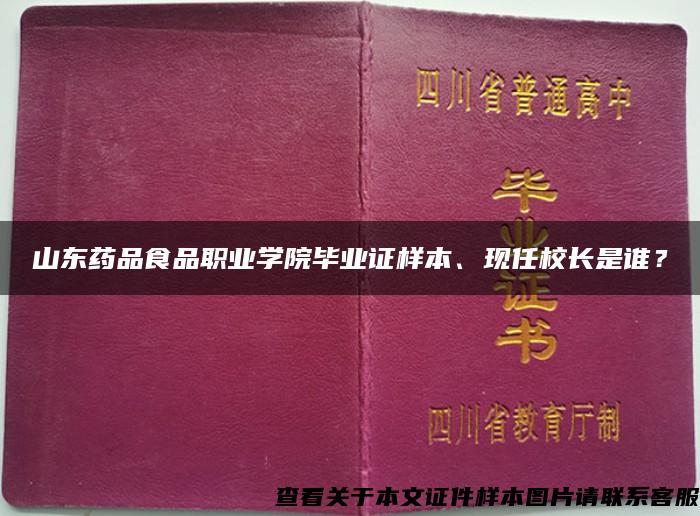 四川省普通高中
毕业证书
山东药品食品职业学院毕业证样本、现任校长是谁？
四川省教育厅制
查看关于本文证件样本图片请联系客服